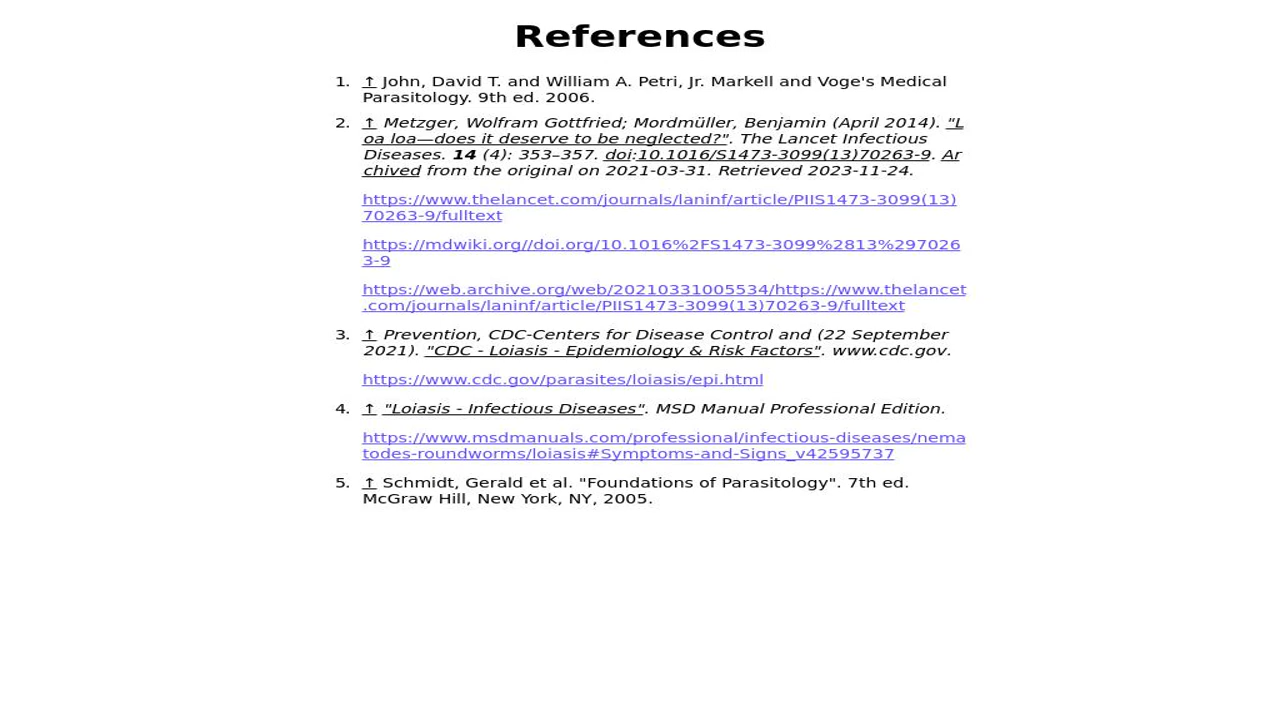 References
1. ↑ John, David T. and William A. Petri, Jr. Markell and Voge's Medical
Parasitology. 9th ed. 2006.
2. ↑ Metzger, Wolfram Gottfried; Mordmüller, Benjamin (April 2014). "L
oa loa—does it deserve to be neglected?". The Lancet Infectious
Diseases. 14 (4): 353–357. doi:10.1016/S1473-3099(13)70263-9. Ar
chived from the original on 2021-03-31. Retrieved 2023-11-24.
https://www.thelancet.com/journals/laninf/article/PIIS1473-3099(13)
70263-9/fulltext
https://mdwiki.org//doi.org/10.1016%2FS1473-3099%2813%297026
3-9
https://web.archive.org/web/20210331005534/https://www.thelancet
.com/journals/laninf/article/PIIS1473-3099(13)70263-9/fulltext
3. ↑ Prevention, CDC-Centers for Disease Control and (22 September
2021). "CDC - Loiasis - Epidemiology & Risk Factors". www.cdc.gov.
https://www.cdc.gov/parasites/loiasis/epi.html
4. ↑ "Loiasis - Infectious Diseases". MSD Manual Professional Edition.
https://www.msdmanuals.com/professional/infectious-diseases/nema
todes-roundworms/loiasis#Symptoms-and-Signs_v42595737
5. ↑ Schmidt, Gerald et al. "Foundations of Parasitology". 7th ed.
McGraw Hill, New York, NY, 2005.